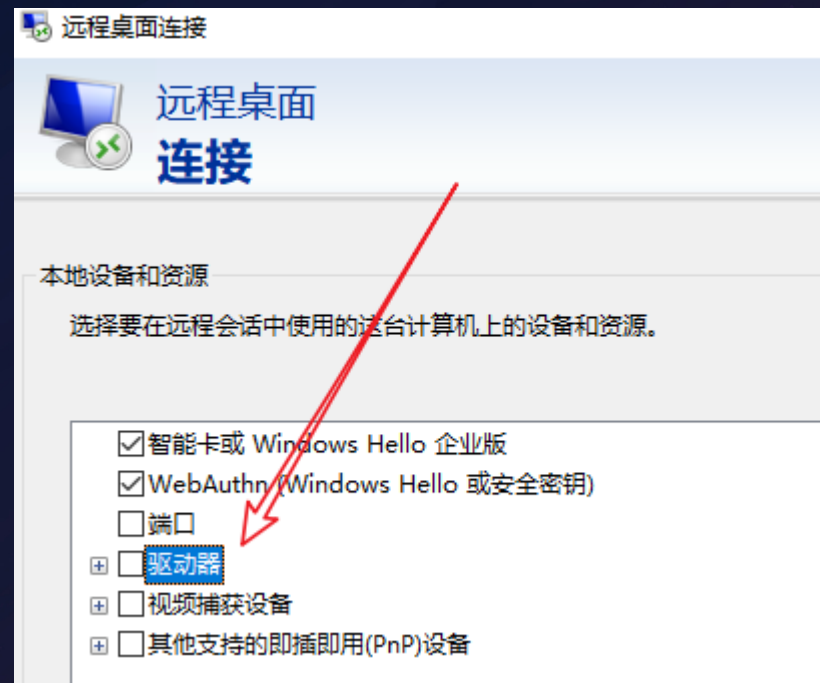 远程桌面连接
远程桌面
连接
本地设备和资源
选择要在远程会话中使用的这台计算机上的设备和资源。
智能卡或 Windows Hello 企业版
WebAuthn (Windows Hello 或安全密钥)
端口
驱动器
视频捕获设备
其他支持的即插即用(PnP)设备